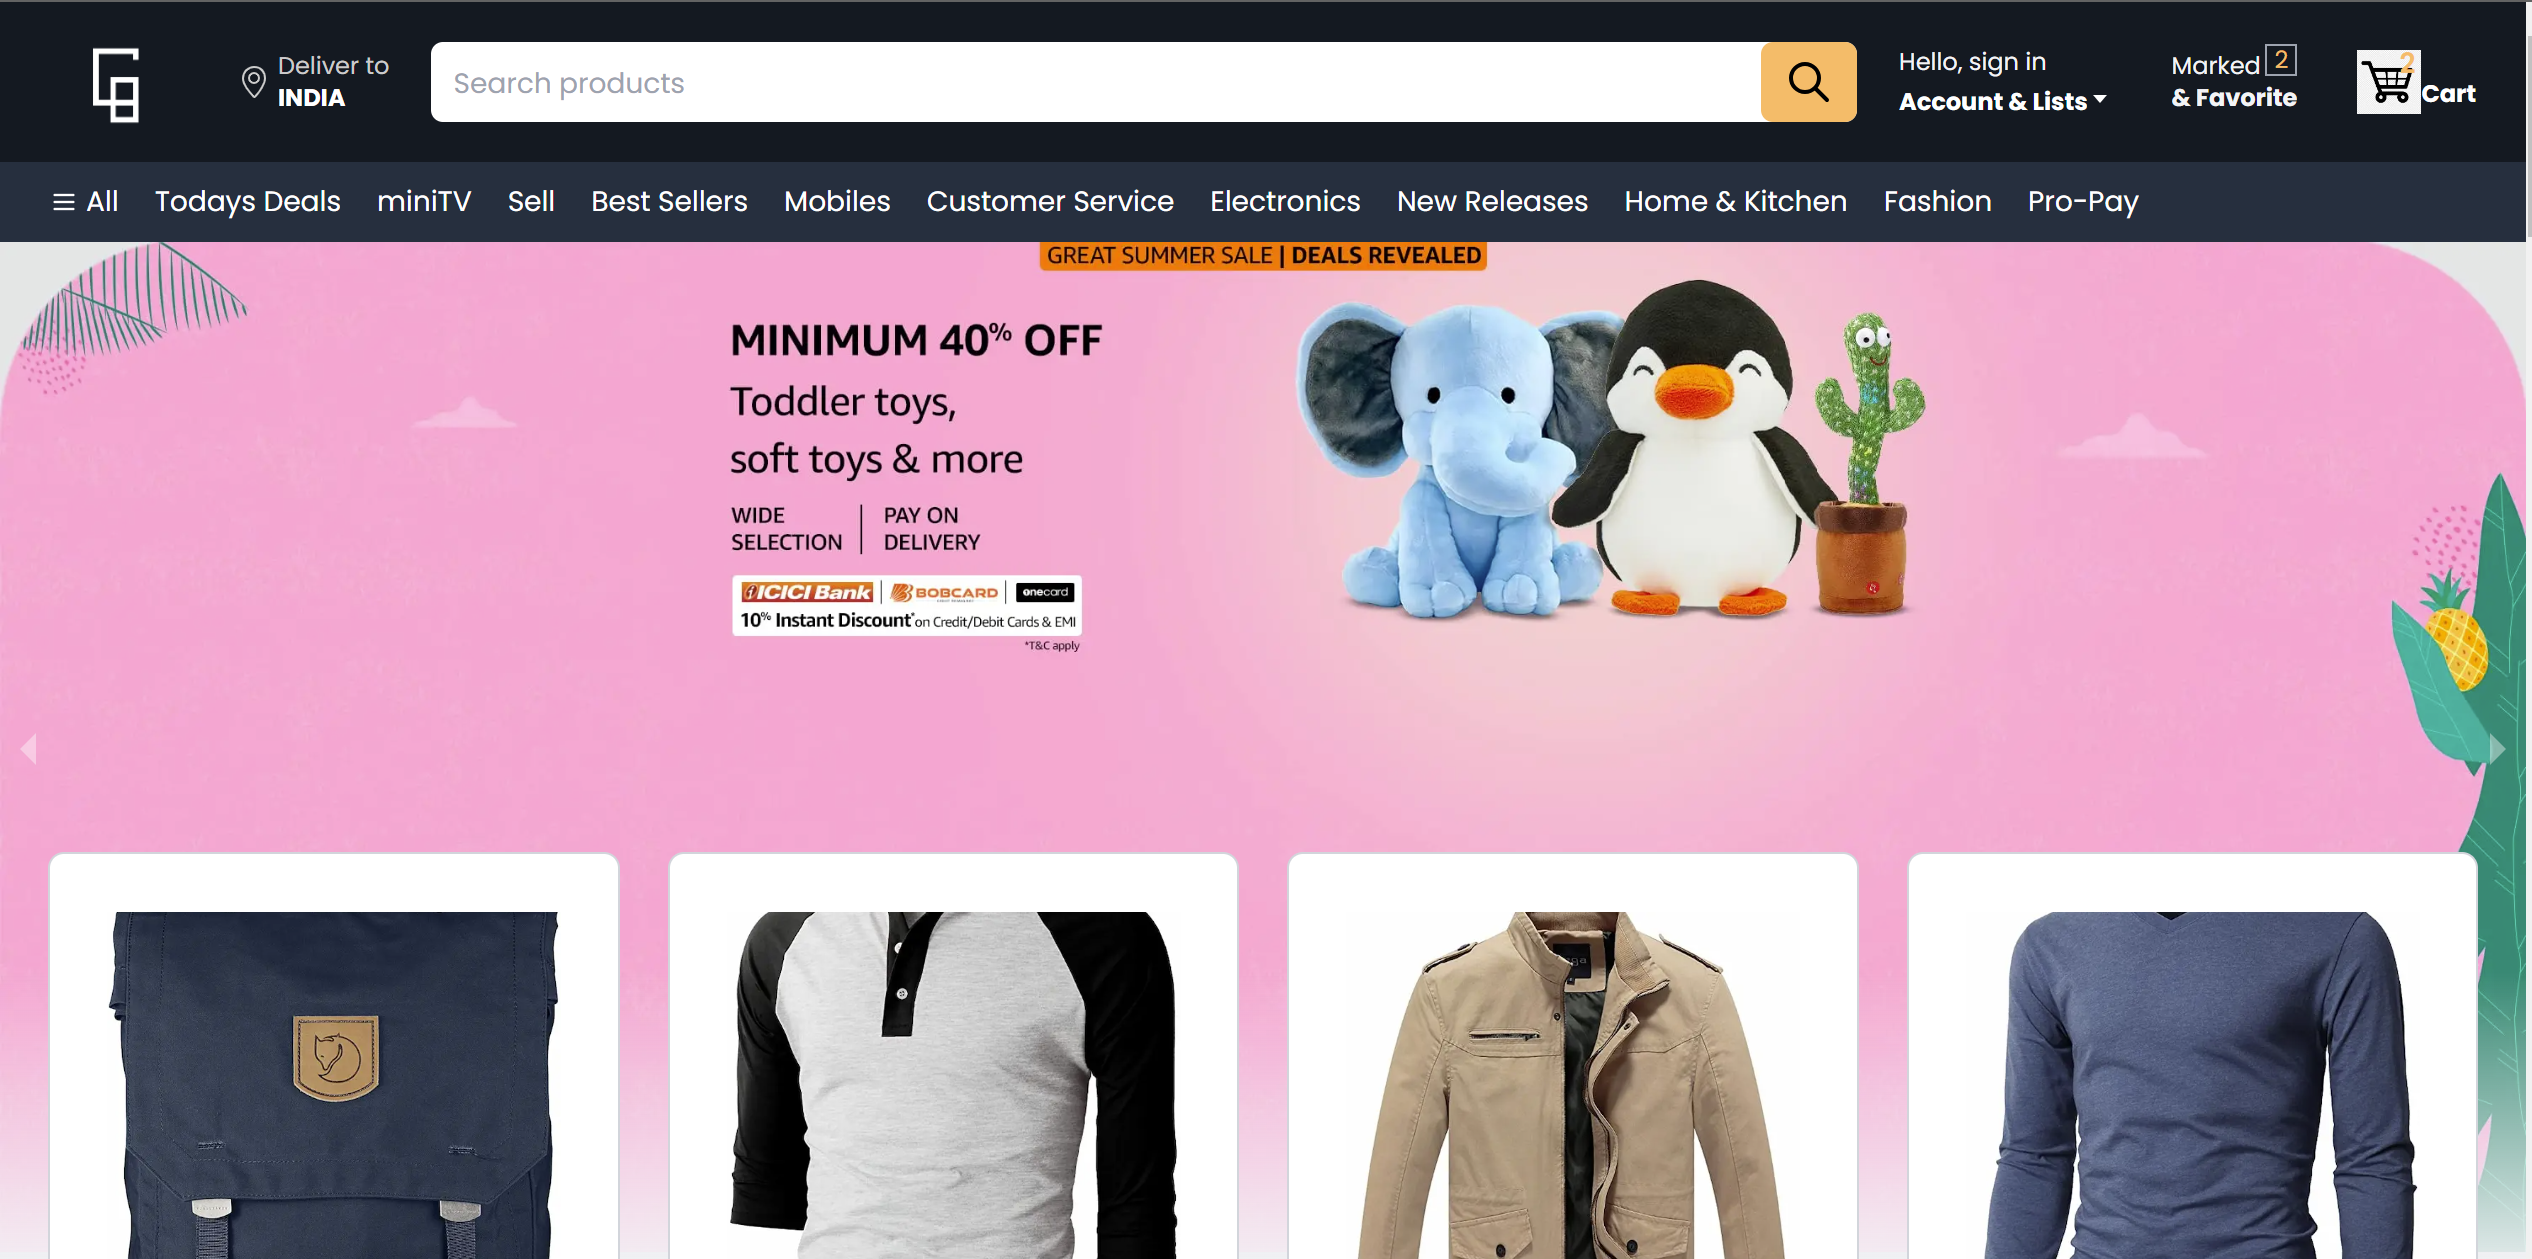 Deliver to
INDIA
Search products
Hello, sign in
Account & Lists
Marked 2
& Favorite
2
Cart
All Todays Deals miniTV Sell Best Sellers Mobiles Customer Service Electronics New Releases Home & Kitchen Fashion Pro-Pay
GREAT SUMMER SALE | DEALS REVEALED
MINIMUM 40% OFF
Toddler toys,
soft toys & more
WIDE
SELECTION
PAY ON
DELIVERY
ICICI Bank | BOBCARD | onecard
10% Instant Discount* on Credit/Debit Cards & EMI
*T&C apply